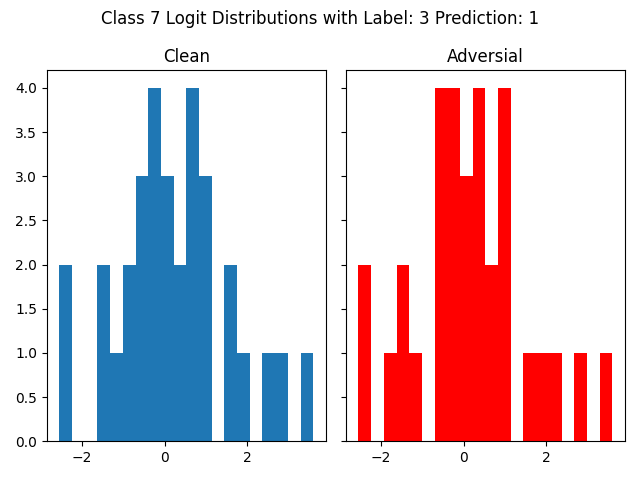 Class 7 Logit Distributions with Label: 3 Prediction: 1
Clean
Adversial
4.0
3.5
3.0
2.5
2.0
1.5
1.0
0.5
0.0
−2 0 2
−2 0 2